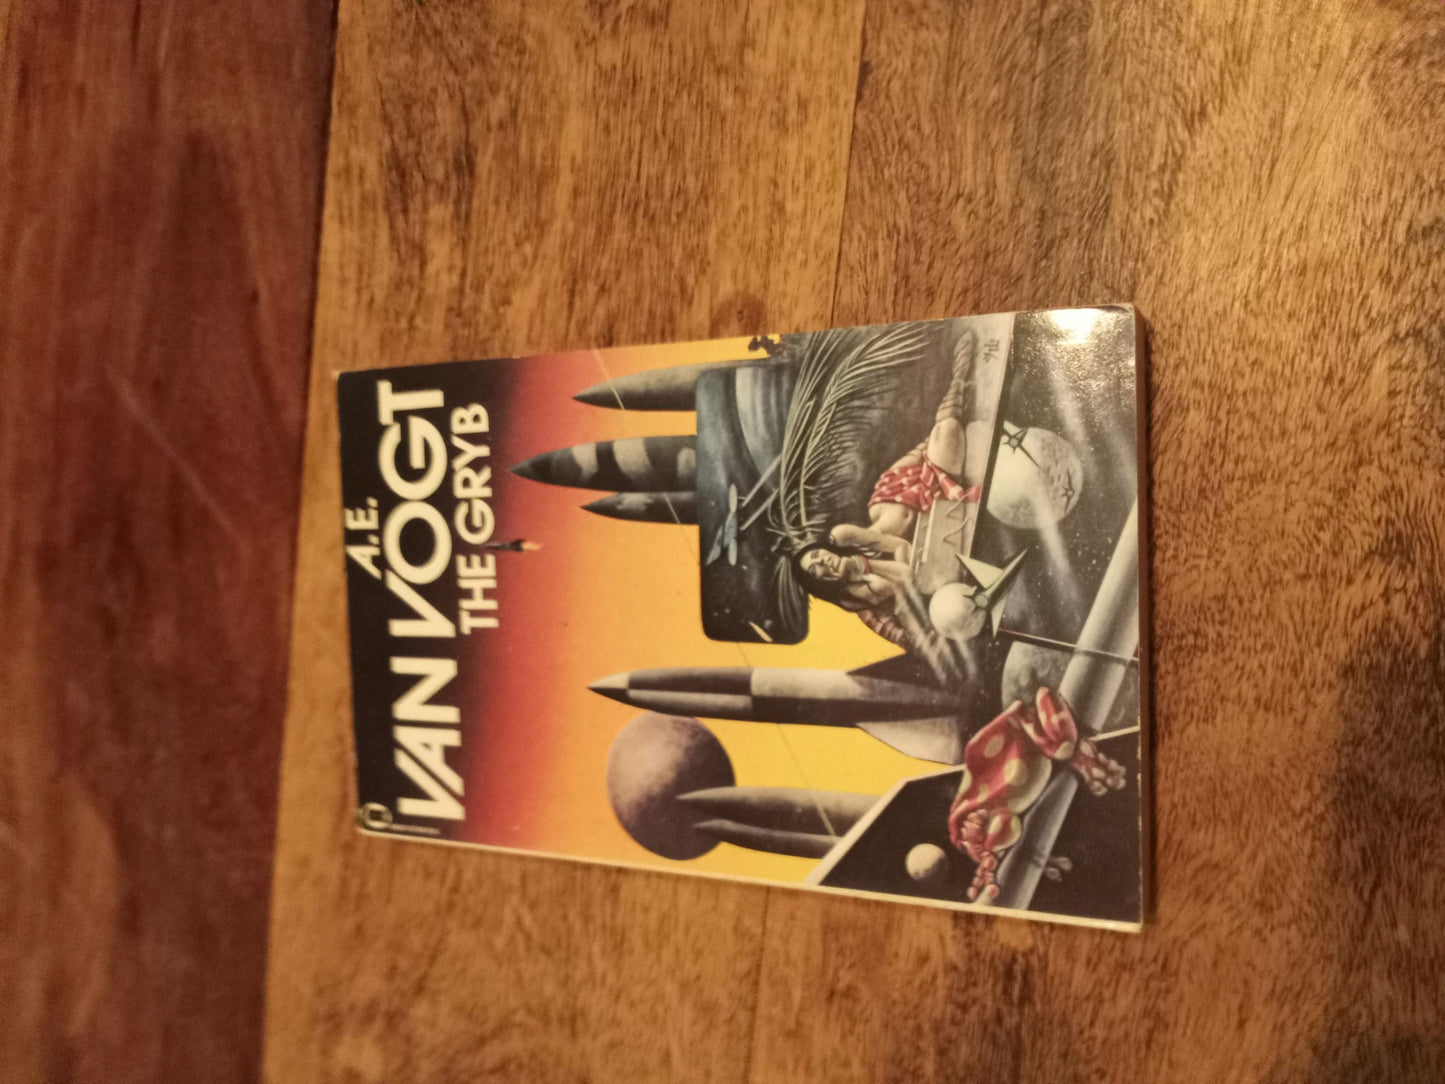 A.E.
VAN VOGT
THE GRYB